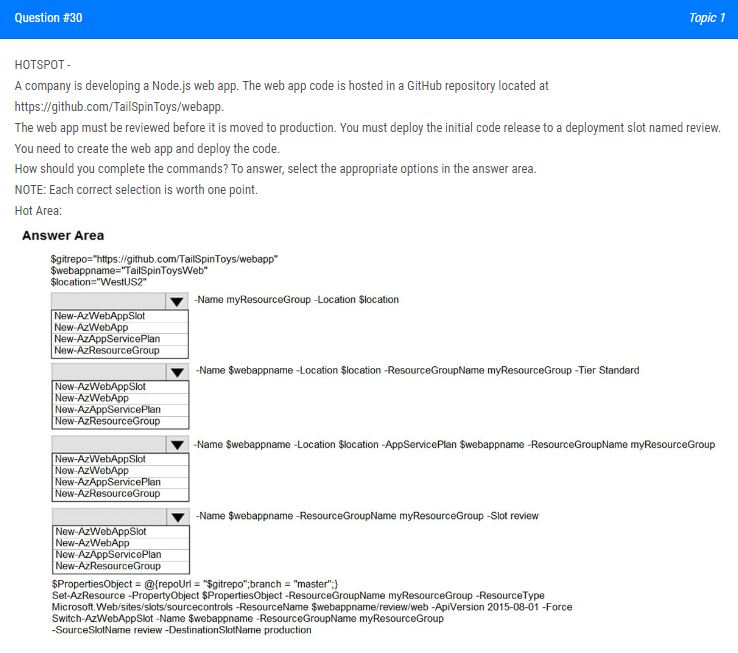 Question #30 Topic 1
HOTSPOT -
A company is developing a Node.js web app. The web app code is hosted in a GitHub repository located at
https://github.com/TailSpinToys/webapp.
The web app must be reviewed before it is moved to production. You must deploy the initial code release to a deployment slot named review.
You need to create the web app and deploy the code.
How should you complete the commands? To answer, select the appropriate options in the answer area.
NOTE: Each correct selection is worth one point.
Hot Area:
Answer Area
$gitrepo="https://github.com/TailSpinToys/webapp"
$webappname="TailSpinToysWeb"
$location="WestUS2"
-Name myResourceGroup -Location $location
New-AzWebAppSlot
New-AzWebApp
New-AzAppServicePlan
New-AzResourceGroup
-Name $webappname -Location $location -ResourceGroupName myResourceGroup -Tier Standard
New-AzWebAppSlot
New-AzWebApp
New-AzAppServicePlan
New-AzResourceGroup
-Name $webappname -Location $location -AppServicePlan $webappname -ResourceGroupName myResourceGroup
New-AzWebAppSlot
New-AzWebApp
New-AzAppServicePlan
New-AzResourceGroup
-Name $webappname -ResourceGroupName myResourceGroup -Slot review
New-AzWebAppSlot
New-AzWebApp
New-AzAppServicePlan
New-AzResourceGroup
$PropertiesObject = @{repoUrl = "$gitrepo";branch = "master";}
Set-AzResource -PropertyObject $PropertiesObject -ResourceGroupName myResourceGroup -ResourceType
Microsoft.Web/sites/slots/sourcecontrols -ResourceName $webappname/review/web -ApiVersion 2015-08-01 -Force
Switch-AzWebAppSlot -Name $webappname -ResourceGroupName myResourceGroup
-SourceSlotName review -DestinationSlotName production